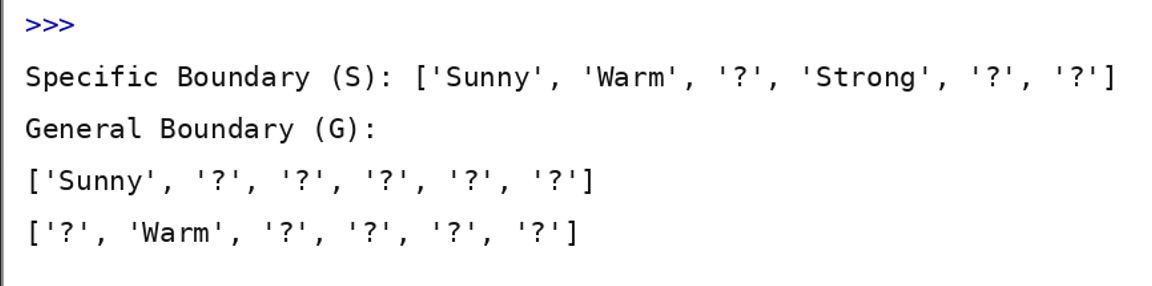 >>>
Specific Boundary (S): ['Sunny', 'Warm', '?', 'Strong', '?', '?']
General Boundary (G):
['Sunny', '?', '?', '?', '?', '?']
['?', 'Warm', '?', '?', '?', '?']